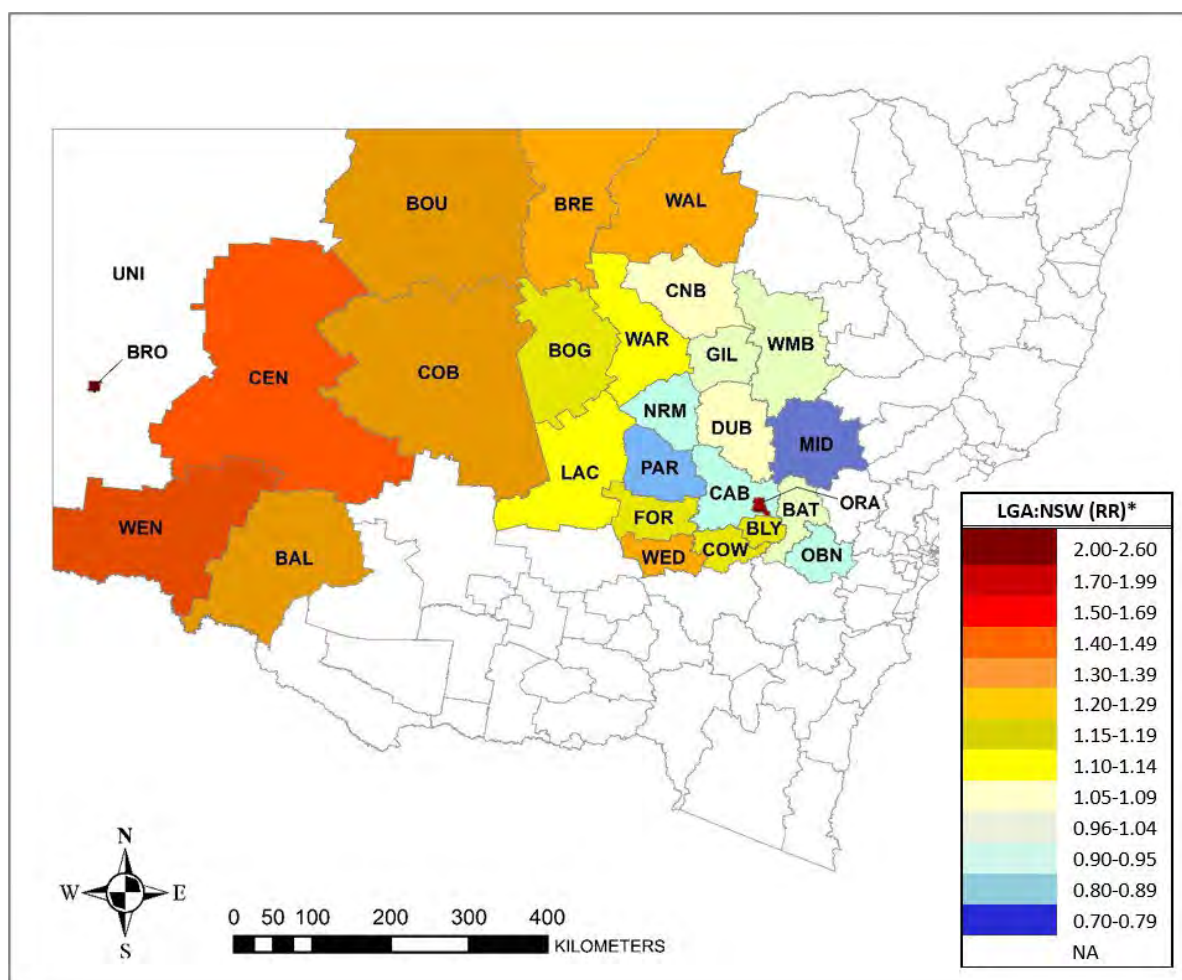 BOU
BRE
WAL
UNI
CNB
BRO
BOG
WAR
GIL
WMB
CEN
COB
NRM
DUB
MID
LAC
PAR
CAB
ORA
BAT
WEN
FOR
BLY
BAL
WED
COW
OBN
LGA:NSW (RR)*
2.00-2.60
1.70-1.99
1.50-1.69
1.40-1.49
1.30-1.39
1.20-1.29
1.15-1.19
1.10-1.14
1.05-1.09
0.96-1.04
0.90-0.95
0.80-0.89
0.70-0.79
NA
N
W E
S
0 50 100 200 300 400
KILOMETERS